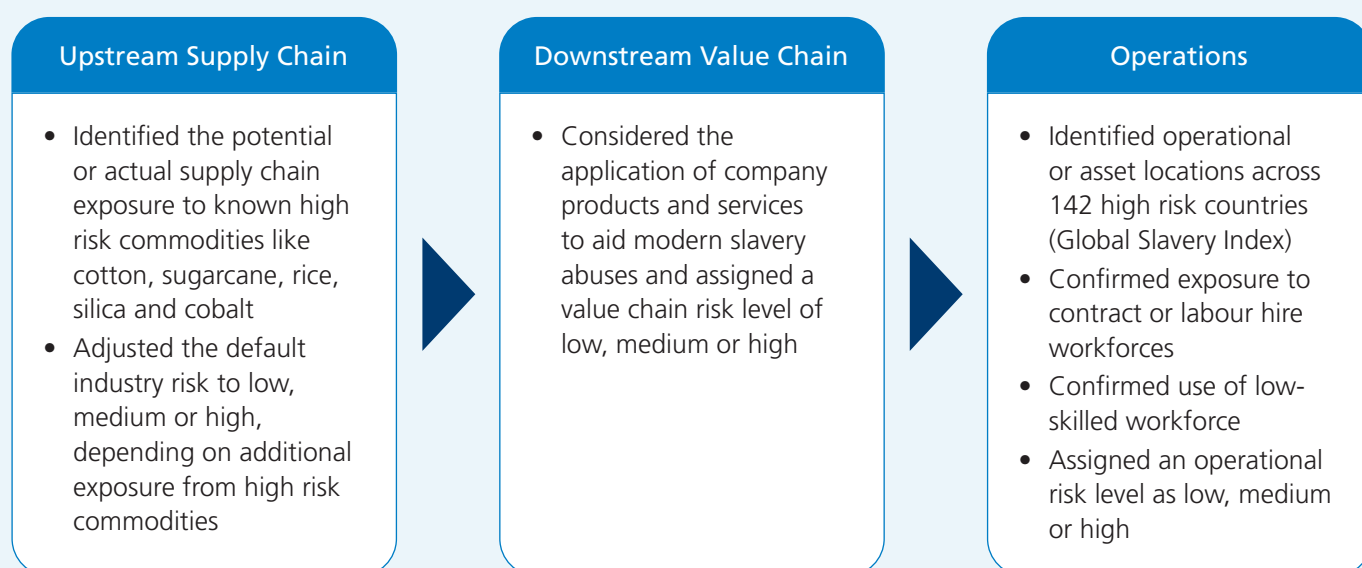 Upstream Supply Chain
• Identified the potential
or actual supply chain
exposure to known high
risk commodities like
cotton, sugarcane, rice,
silica and cobalt
• Adjusted the default
industry risk to low,
medium or high,
depending on additional
exposure from high risk
commodities
Downstream Value Chain
• Considered the
application of company
products and services
to aid modern slavery
abuses and assigned a
value chain risk level of
low, medium or high
Operations
• Identified operational
or asset locations across
142 high risk countries
(Global Slavery Index)
• Confirmed exposure to
contract or labour hire
workforces
• Confirmed use of low-
skilled workforce
• Assigned an operational
risk level as low, medium
or high